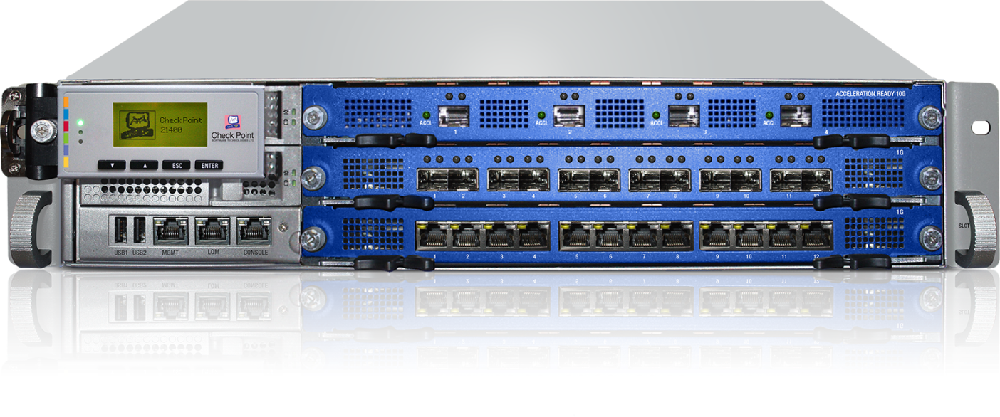 Check Point
21400
Check Point
SOFTWARE TECHNOLOGIES LTD.
▼ ▲ ESC ENTER
USB1 USB2 MGMT LOM CONSOLE
ACCELERATION READY 10G
ACCL ACCL ACCL ACCL
1 2 3 4
1G
1 2 3 4 5 6 7 8 9 10 11 12
1G
1 2 3 4 5 6 7 8 9 10 11 12
SLOT